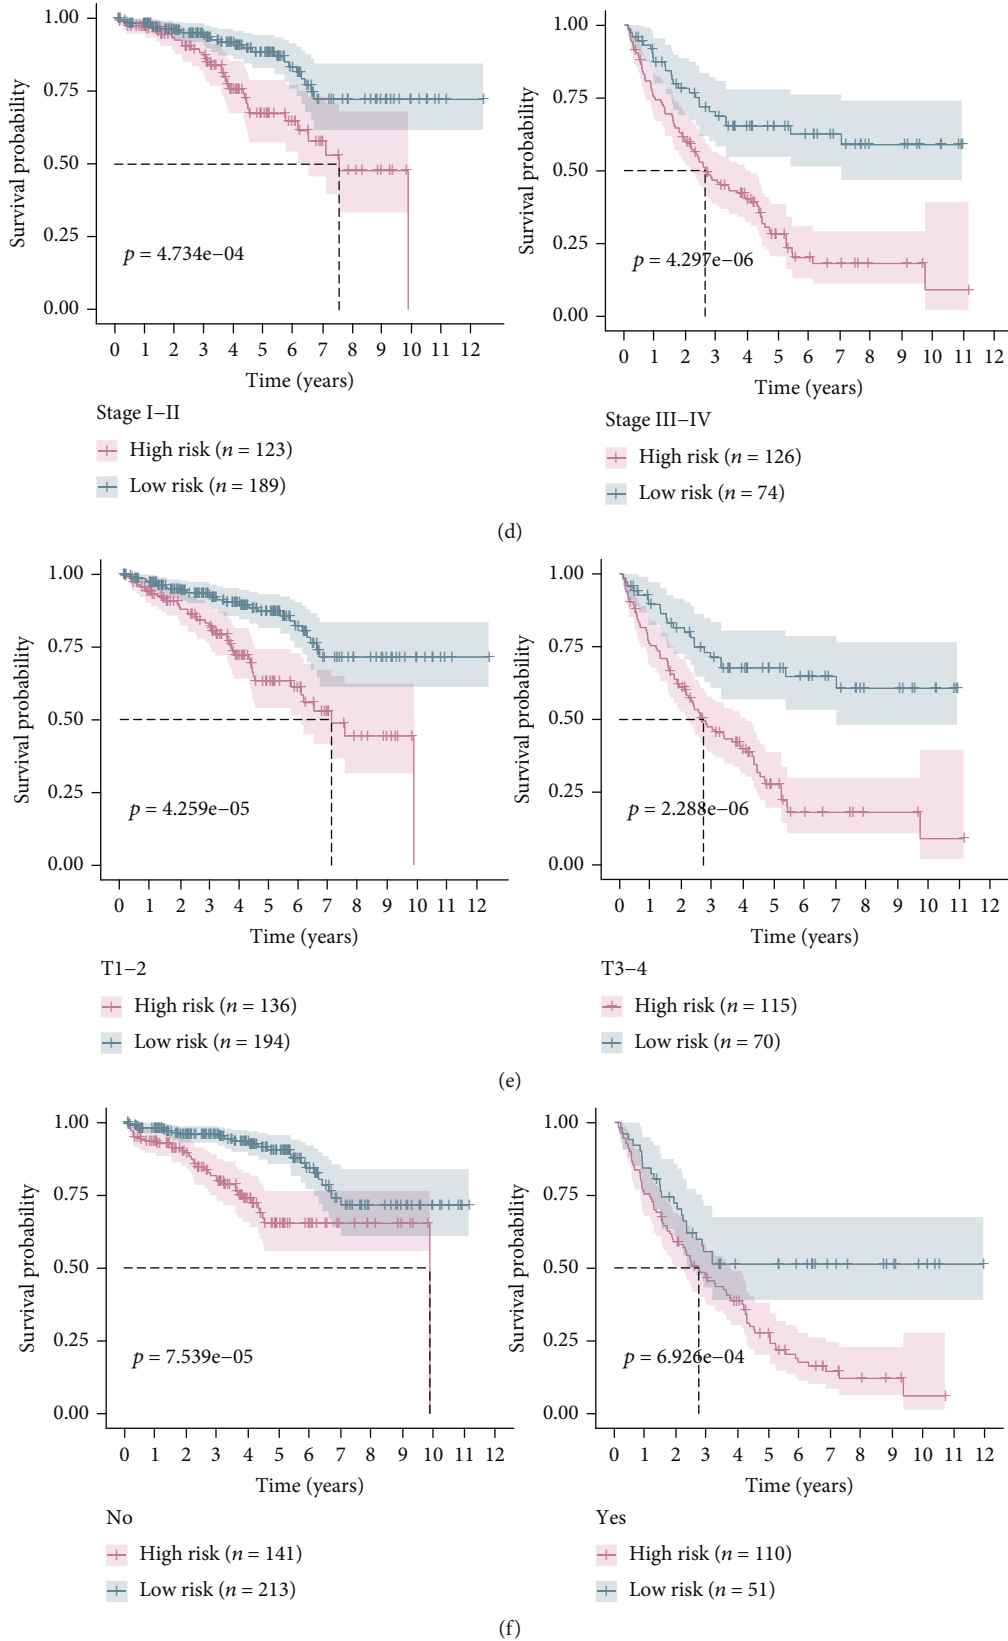 1.00
0.75
0.50
0.25
0.00
Survival probability
p = 4.734e−04
0 1 2 3 4 5 6 7 8 9 10 11 12
Time (years)
Stage I−II
High risk (n = 123)
Low risk (n = 189)
1.00
0.75
0.50
0.25
0.00
Survival probability
p = 4.297e−06
0 1 2 3 4 5 6 7 8 9 10 11 12
Time (years)
Stage III−IV
High risk (n = 126)
Low risk (n = 74)
(d)
1.00
0.75
0.50
0.25
0.00
Survival probability
p = 4.259e−05
0 1 2 3 4 5 6 7 8 9 10 11 12
Time (years)
T1−2
High risk (n = 136)
Low risk (n = 194)
1.00
0.75
0.50
0.25
0.00
Survival probability
p = 2.288e−06
0 1 2 3 4 5 6 7 8 9 10 11 12
Time (years)
T3−4
High risk (n = 115)
Low risk (n = 70)
(e)
1.00
0.75
0.50
0.25
0.00
Survival probability
p = 7.539e−05
0 1 2 3 4 5 6 7 8 9 10 11 12
Time (years)
No
High risk (n = 141)
Low risk (n = 213)
1.00
0.75
0.50
0.25
0.00
Survival probability
p = 6.926e−04
0 1 2 3 4 5 6 7 8 9 10 11 12
Time (years)
Yes
High risk (n = 110)
Low risk (n = 51)
(f)